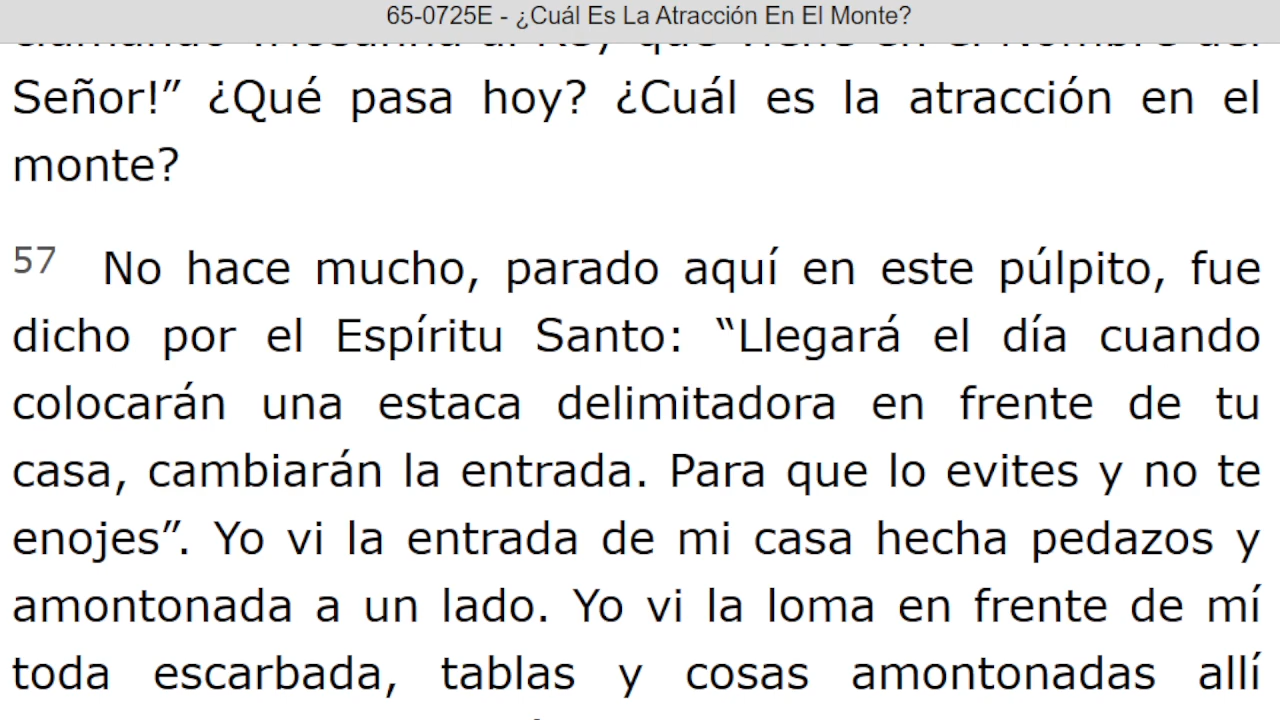 65-0725E - ¿Cuál Es La Atracción En El Monte?
Señor!” ¿Qué pasa hoy? ¿Cuál es la atracción en el
monte?
57 No hace mucho, parado aquí en este púlpito, fue
dicho por el Espíritu Santo: “Llegará el día cuando
colocarán una estaca delimitadora en frente de tu
casa, cambiarán la entrada. Para que lo evites y no te
enojes”. Yo vi la entrada de mi casa hecha pedazos y
amontonada a un lado. Yo vi la loma en frente de mí
toda escarbada, tablas y cosas amontonadas allí